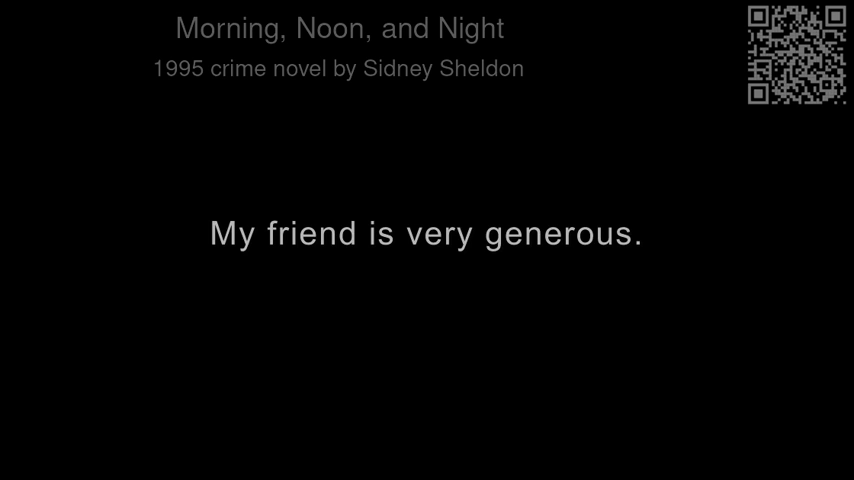 Morning, Noon, and Night
1995 crime novel by Sidney Sheldon
My friend is very generous.